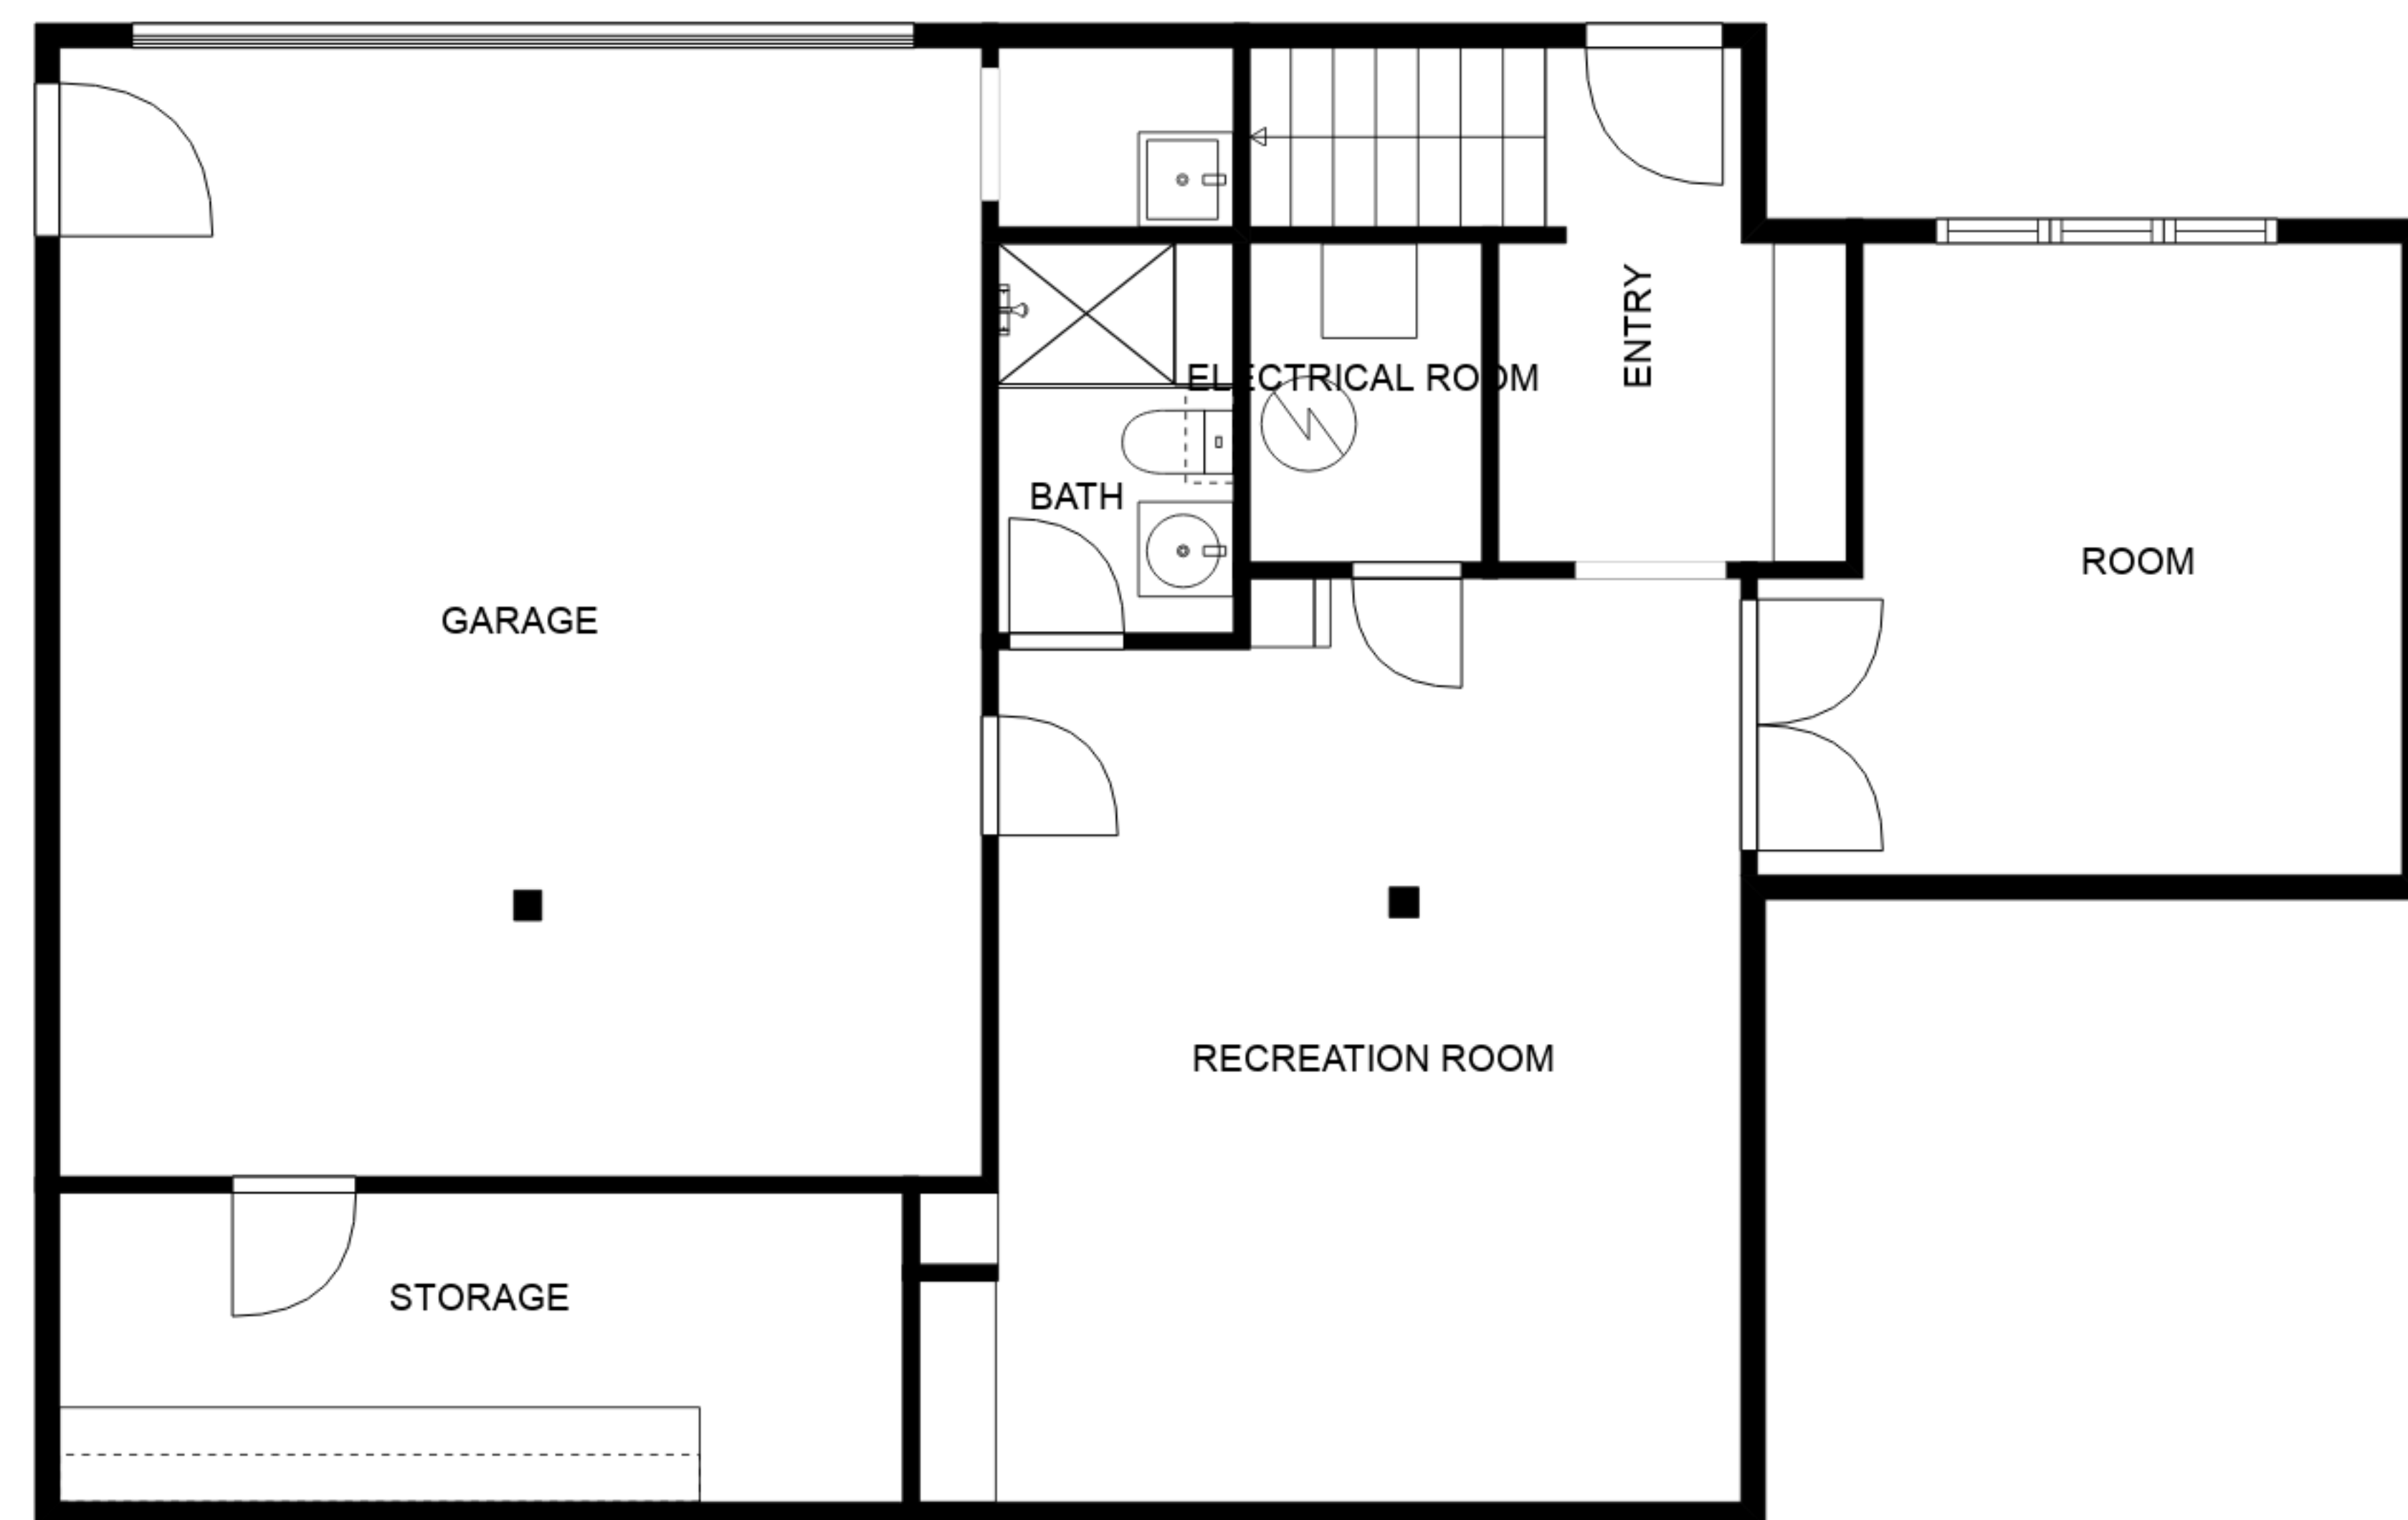 ENTRY
ELECTRICAL ROOM
BATH
ROOM
GARAGE
RECREATION ROOM
STORAGE